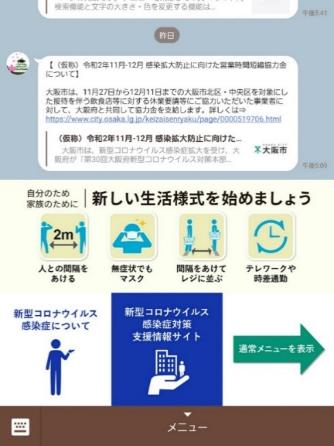 検索機能と文字の大きさ・色を変更する機能は...
午後5:41
昨日
【（仮称）令和2年11月-12月 感染拡大防止に向けた営業時間短縮協力金
について】
大阪市は、11月27日から12月11日までの大阪市北区・中央区を対象にし
た接待を伴う飲食店等に対する休業要請等にご協力いただいた事業者に
対して、大阪府と共同して協力金を支給します。詳しくは⇒
https://www.city.osaka.lg.jp/keizaisenryaku/page/0000519706.html
（仮称）令和2年11月-12月 感染拡大防止に向けた...
大阪市は、新型コロナウイルス感染症拡大を受け、大
阪府が「第30回大阪府新型コロナウイルス対策本部...
大阪市
午後5:09
自分のため
家族のために
新しい生活様式を始めましょう
2m
人との間隔を
あける
無症状でも
マスク
間隔をあけて
レジに並ぶ
テレワークや
時差通勤
新型コロナウイルス
感染症について
新型コロナウイルス
感染症対策
支援情報サイト
通常メニューを表示
メニュー